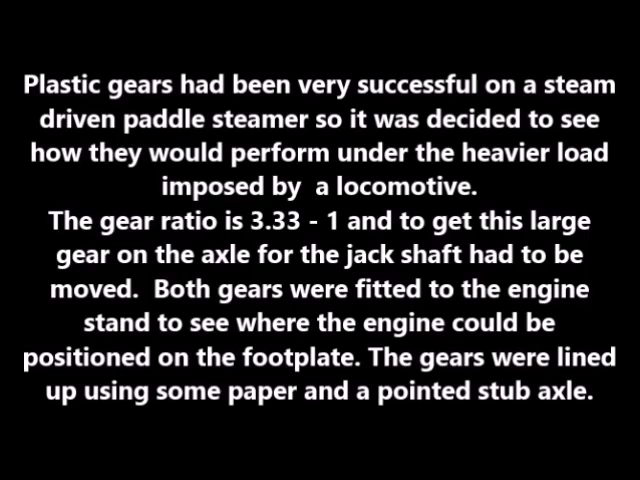 Plastic gears had been very successful on a steam
driven paddle steamer so it was decided to see
how they would perform under the heavier load
imposed by  a locomotive.
The gear ratio is 3.33 - 1 and to get this large
gear on the axle for the jack shaft had to be
moved.  Both gears were fitted to the engine
stand to see where the engine could be
positioned on the footplate. The gears were lined
up using some paper and a pointed stub axle.